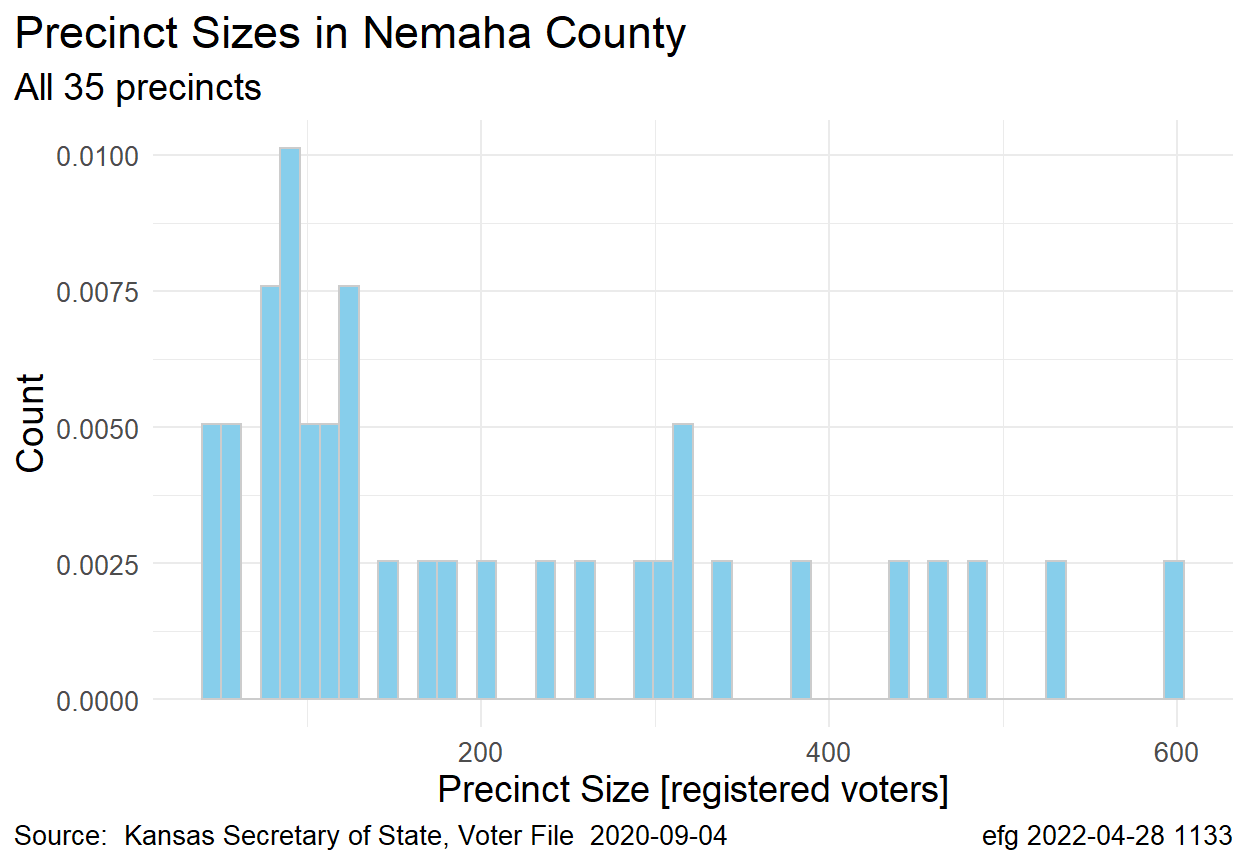 Precinct Sizes in Nemaha County
All 35 precincts
0.0100
0.0075
0.0050
0.0025
0.0000
Count
200 400 600
Precinct Size [registered voters]
Source:  Kansas Secretary of State, Voter File  2020-09-04 efg 2022-04-28 1133